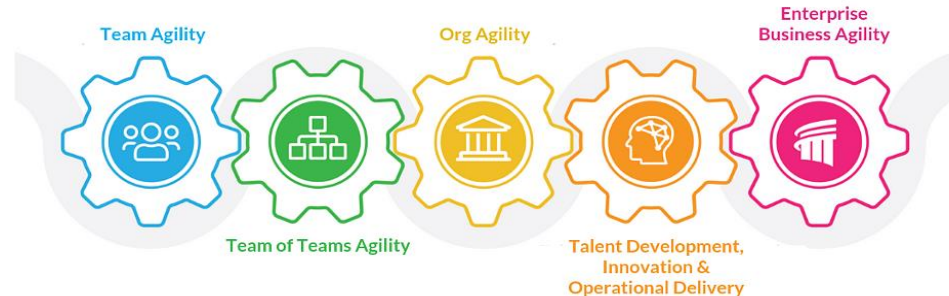 Team Agility
Team of Teams Agility
Org Agility
Talent Development,
Innovation &
Operational Delivery
Enterprise
Business Agility